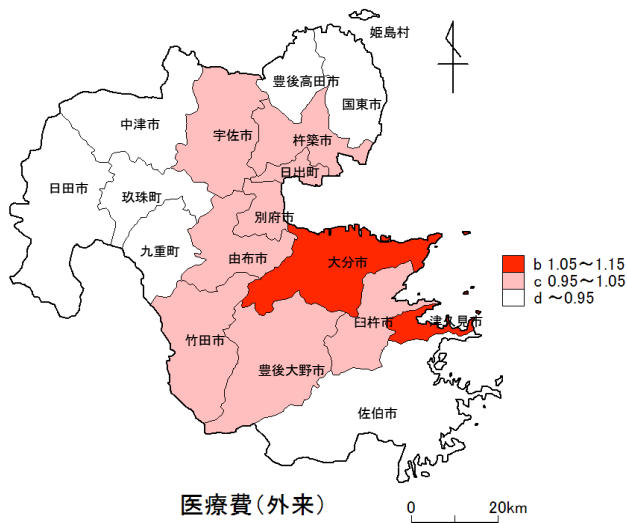 姫島村
豊後高田市
国東市
中津市
宇佐市
杵築市
日出町
日田市
玖珠町
別府市
九重町
由布市
大分市
b 1.05～1.15
c 0.95～1.05
d ～0.95
臼杵市
津久見市
竹田市
豊後大野市
佐伯市
医療費（外来）
0 20km